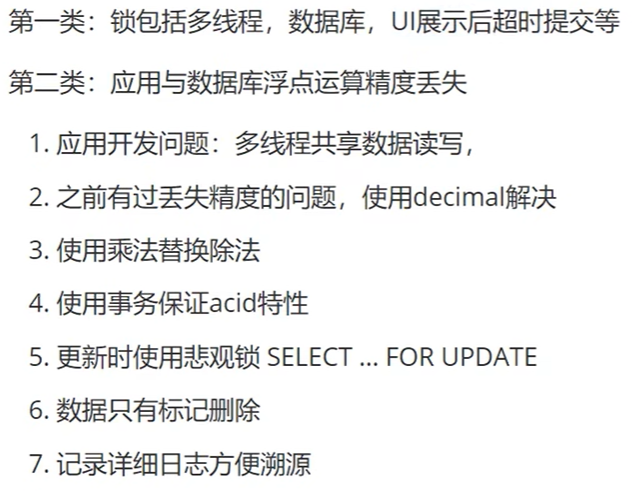 第一类：锁包括多线程，数据库，UI展示后超时提交等
第二类：应用与数据库浮点运算精度丢失
1. 应用开发问题：多线程共享数据读写，
2. 之前有过丢失精度的问题，使用decimal解决
3. 使用乘法替换除法
4. 使用事务保证acid特性
5. 更新时使用悲观锁 SELECT ... FOR UPDATE
6. 数据只有标记删除
7. 记录详细日志方便溯源